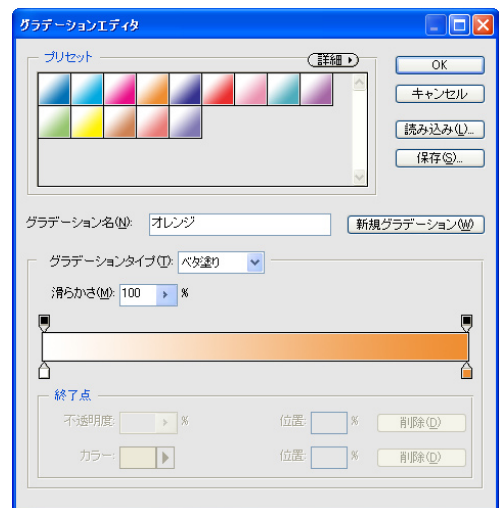 グラデーションエディタ
プリセット
詳細
OK
キャンセル
読み込み(L)...
保存(S)...
グラデーション名(N):
オレンジ
新規グラデーション(W)
グラデーションタイプ(T): ベタ塗り
滑らかさ(M): 100 %
終了点
不透明度: %
位置: %
削除(D)
カラー:
位置: %
削除(D)